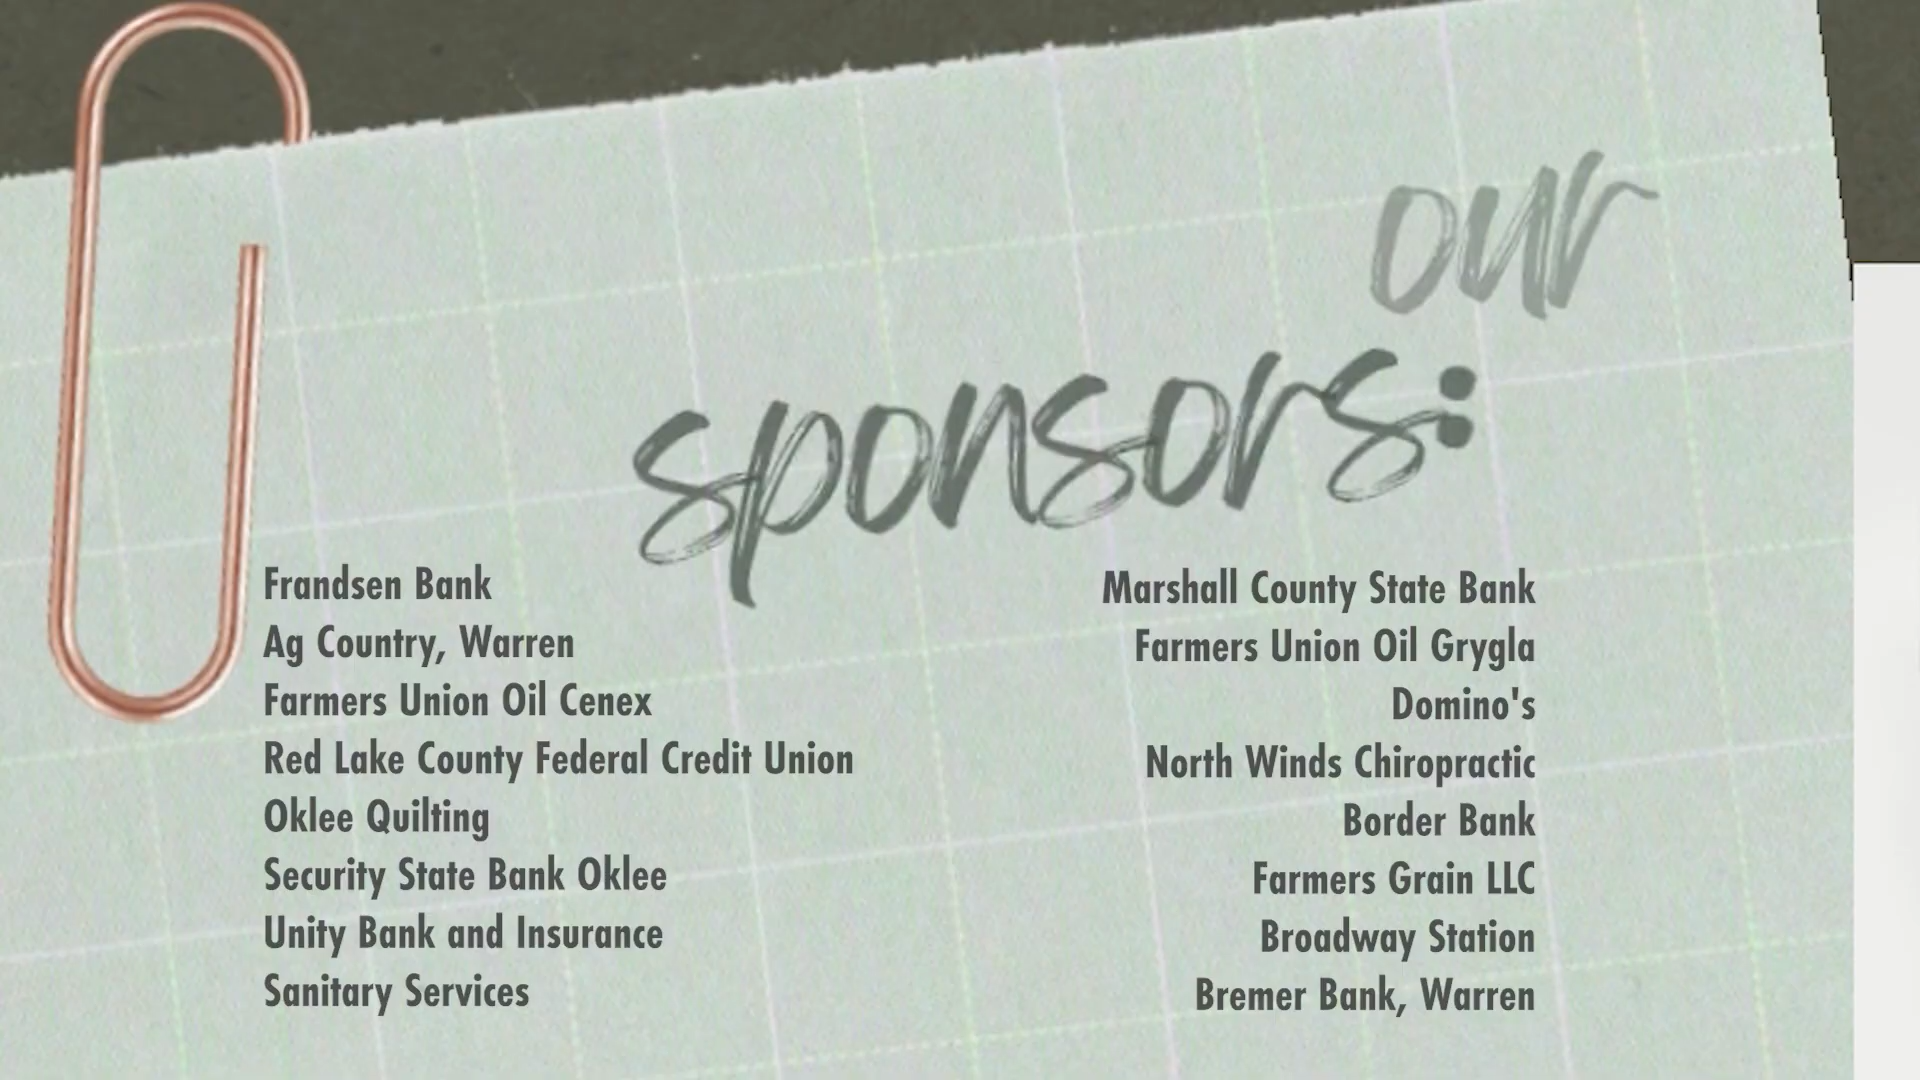 our
sponsors:
Frandsen Bank
Ag Country, Warren
Farmers Union Oil Cenex
Red Lake County Federal Credit Union
Oklee Quilting
Security State Bank Oklee
Unity Bank and Insurance
Sanitary Services
Marshall County State Bank
Farmers Union Oil Grygla
Domino's
North Winds Chiropractic
Border Bank
Farmers Grain LLC
Broadway Station
Bremer Bank, Warren